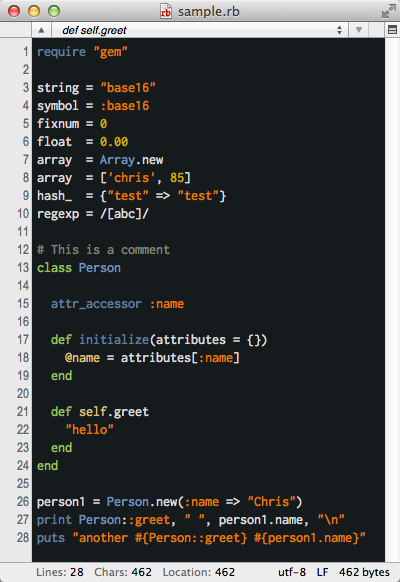 sample.rb
def self.greet
1 require "gem"
2
3 string = "base16"
4 symbol = :base16
5 fixnum = 0
6 float  = 0.00
7 array  = Array.new
8 array  = ['chris', 85]
9 hash_  = {"test" => "test"}
10 regexp = /[abc]/
11
12 # This is a comment
13 class Person
14
15   attr_accessor :name
16
17   def initialize(attributes = {})
18     @name = attributes[:name]
19   end
20
21   def self.greet
22     "hello"
23   end
24 end
25
26 person1 = Person.new(:name => "Chris")
27 print Person::greet, " ", person1.name, "\n"
28 puts "another #{Person::greet} #{person1.name}"
Lines: 28 Chars: 462 Location: 462 utf-8 LF 462 bytes